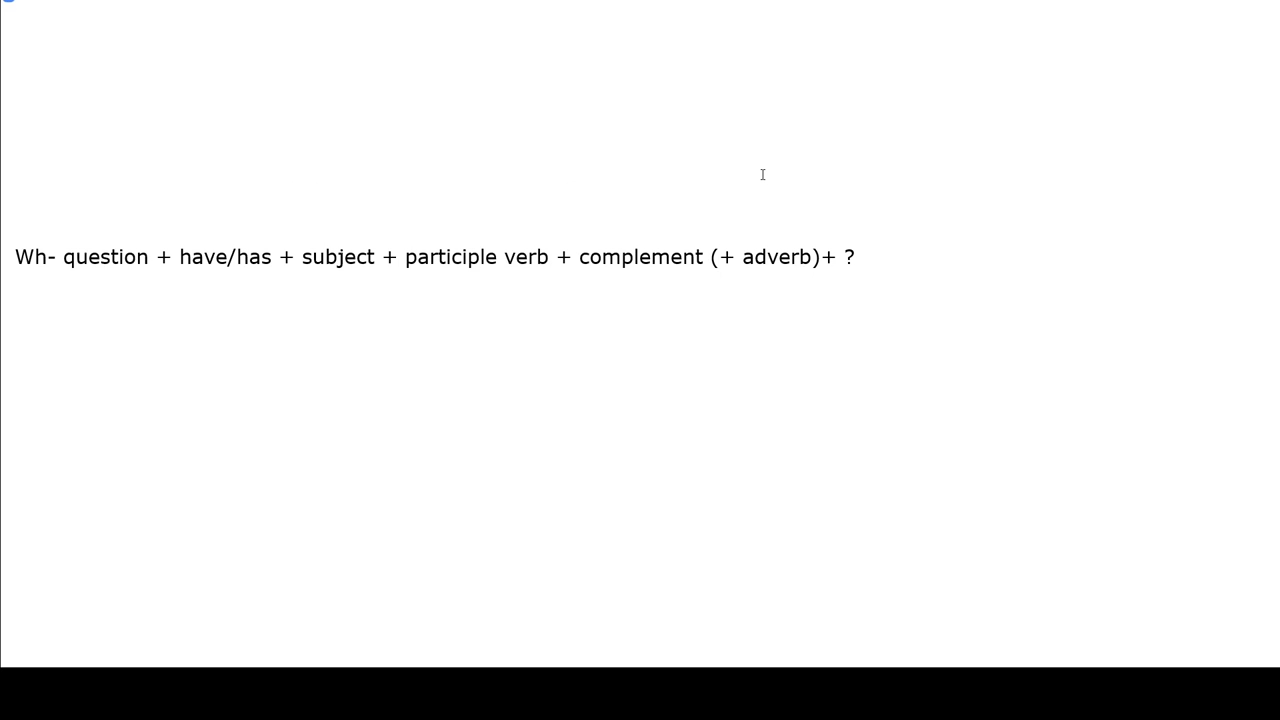 Wh- question + have/has + subject + participle verb + complement (+ adverb)+ ?